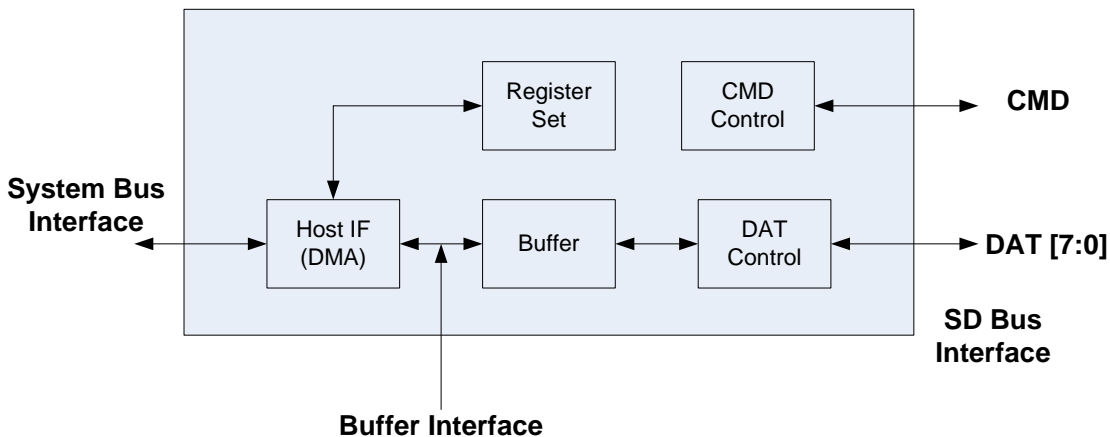 Register
Set
CMD
Control
CMD
System Bus
Interface
Host IF
(DMA)
Buffer
DAT
Control
DAT [7:0]
SD Bus
Interface
Buffer Interface